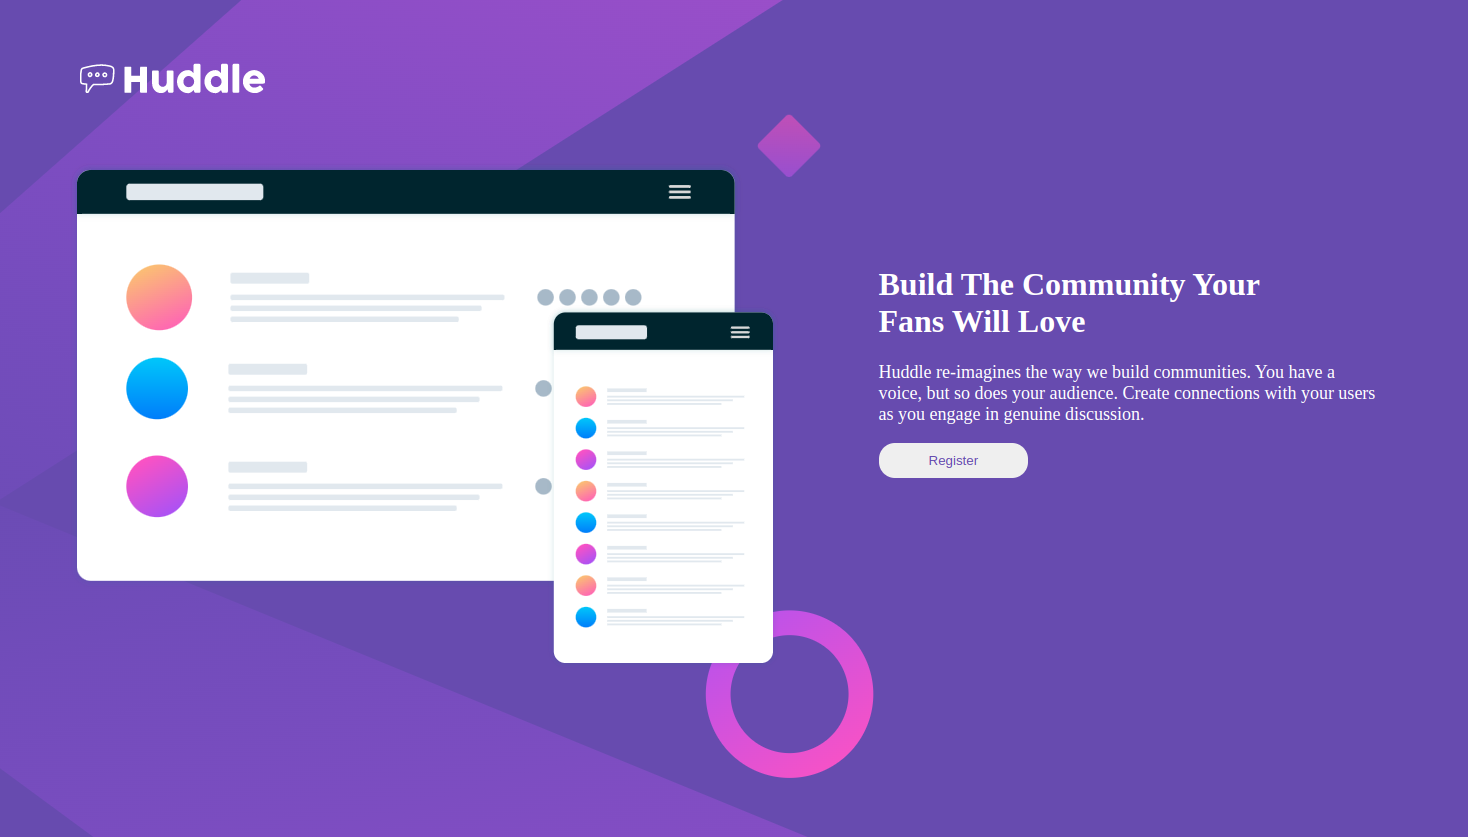 Huddle
Build The Community Your
Fans Will Love
Huddle re-imagines the way we build communities. You have a
voice, but so does your audience. Create connections with your users
as you engage in genuine discussion.
Register